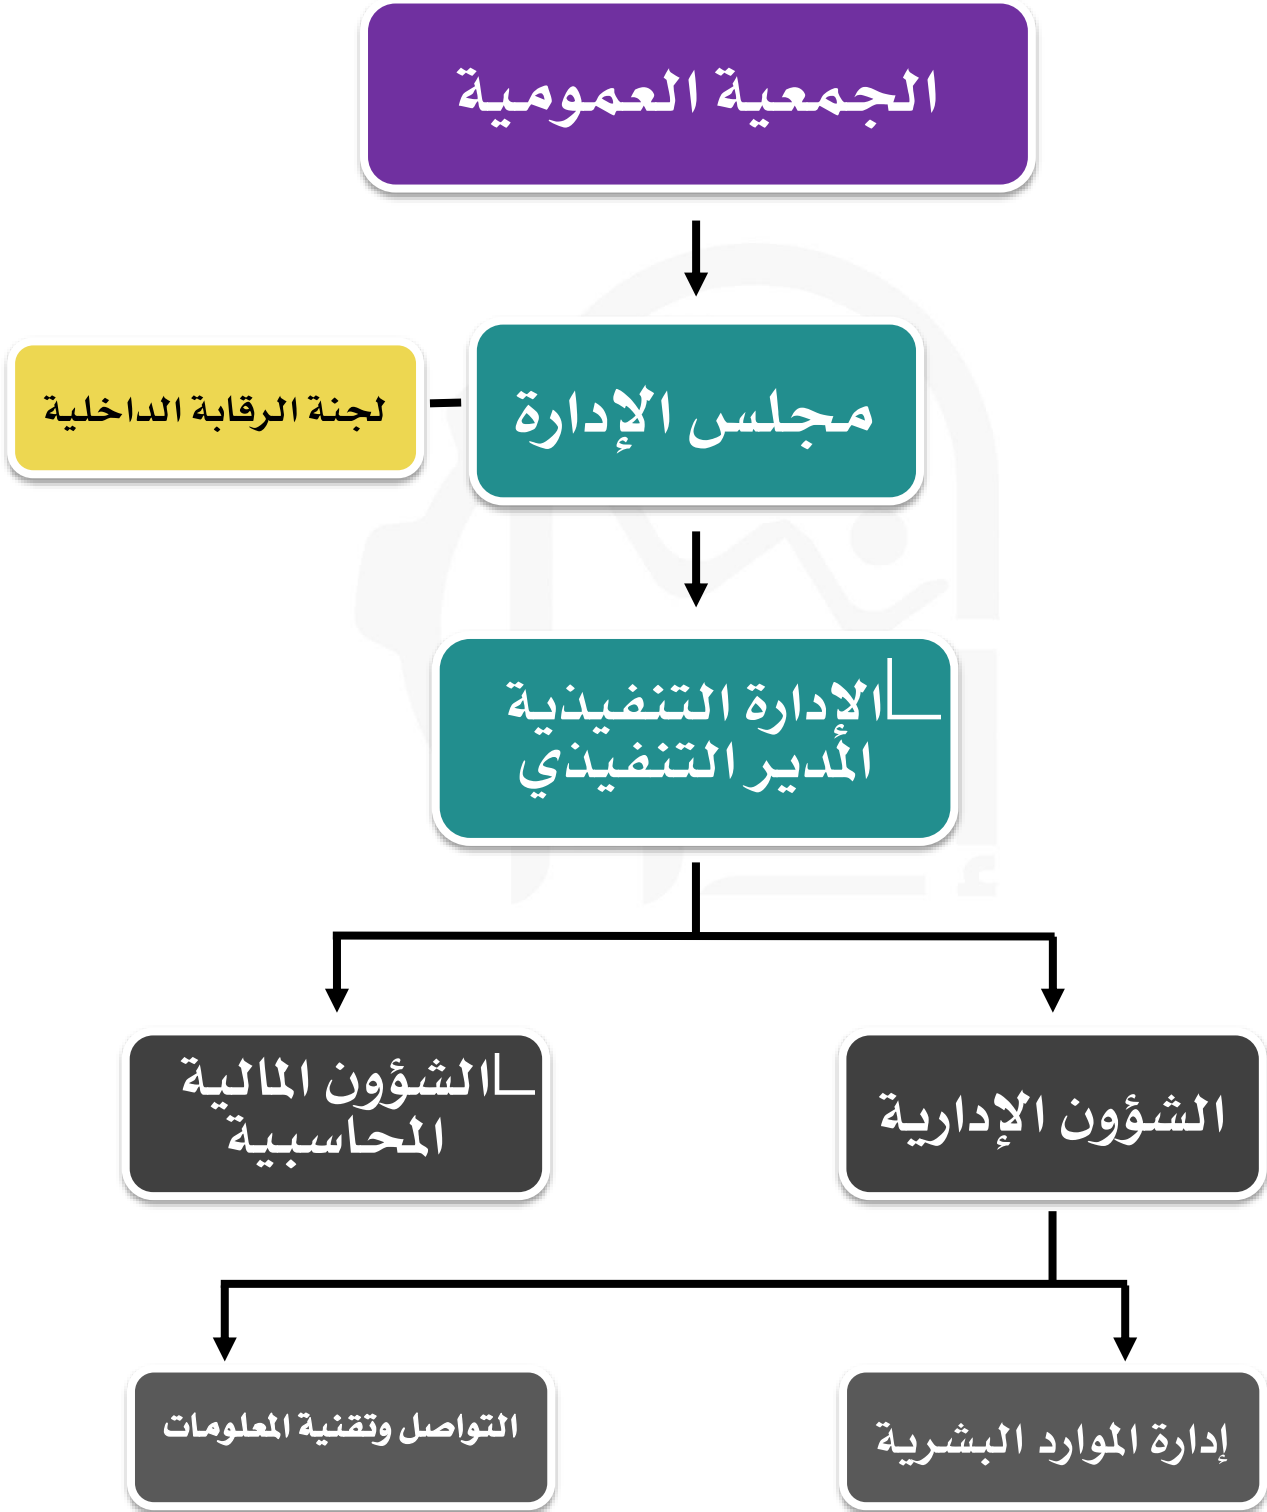 الجمعية العمومية
مجلس الإدارة
لجنة الرقابة الداخلية
الإدارة التنفيذية
المدير التنفيذي
الشؤون الإدارية
الشؤون المالية
المحاسبية
إدارة الموارد البشرية
التواصل وتقنية المعلومات